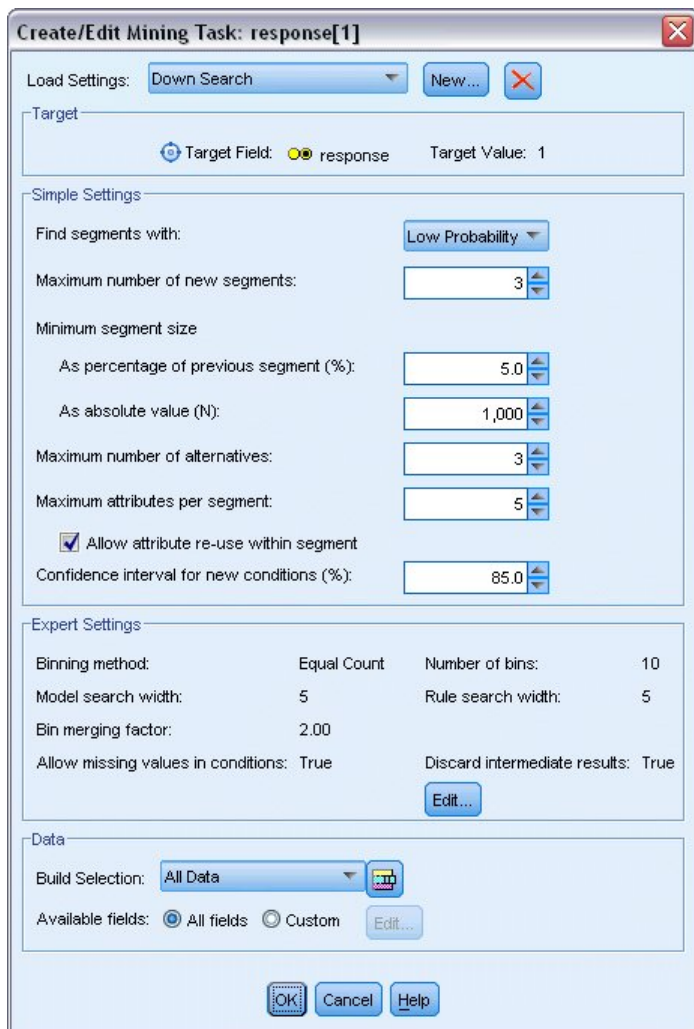 Create/Edit Mining Task: response[1]
Load Settings: Down Search New...
Target
Target Field: response Target Value: 1
Simple Settings
Find segments with: Low Probability
Maximum number of new segments: 3
Minimum segment size
As percentage of previous segment (%): 5.0
As absolute value (N): 1,000
Maximum number of alternatives: 3
Maximum attributes per segment: 5
Allow attribute re-use within segment
Confidence interval for new conditions (%): 85.0
Expert Settings
Binning method: Equal Count Number of bins: 10
Model search width: 5 Rule search width: 5
Bin merging factor: 2.00
Allow missing values in conditions: True Discard intermediate results: True
Edit...
Data
Build Selection: All Data
Available fields: All fields Custom Edit...
OK Cancel Help